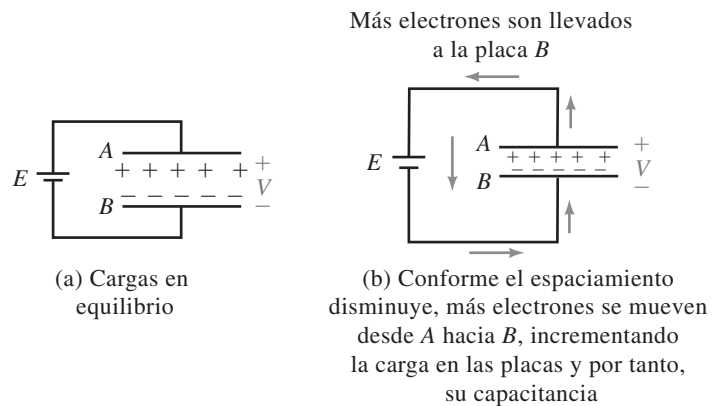 Más electrones son llevados
a la placa B
A
+ + + + +
+
E
V
B
− − − − −
−
(a) Cargas en
equilibrio
A
+ + + + +
+
E
V
B
− − − − − −
−
(b) Conforme el espaciamiento
disminuye, más electrones se mueven
desde A hacia B, incrementando
la carga en las placas y por tanto,
su capacitancia